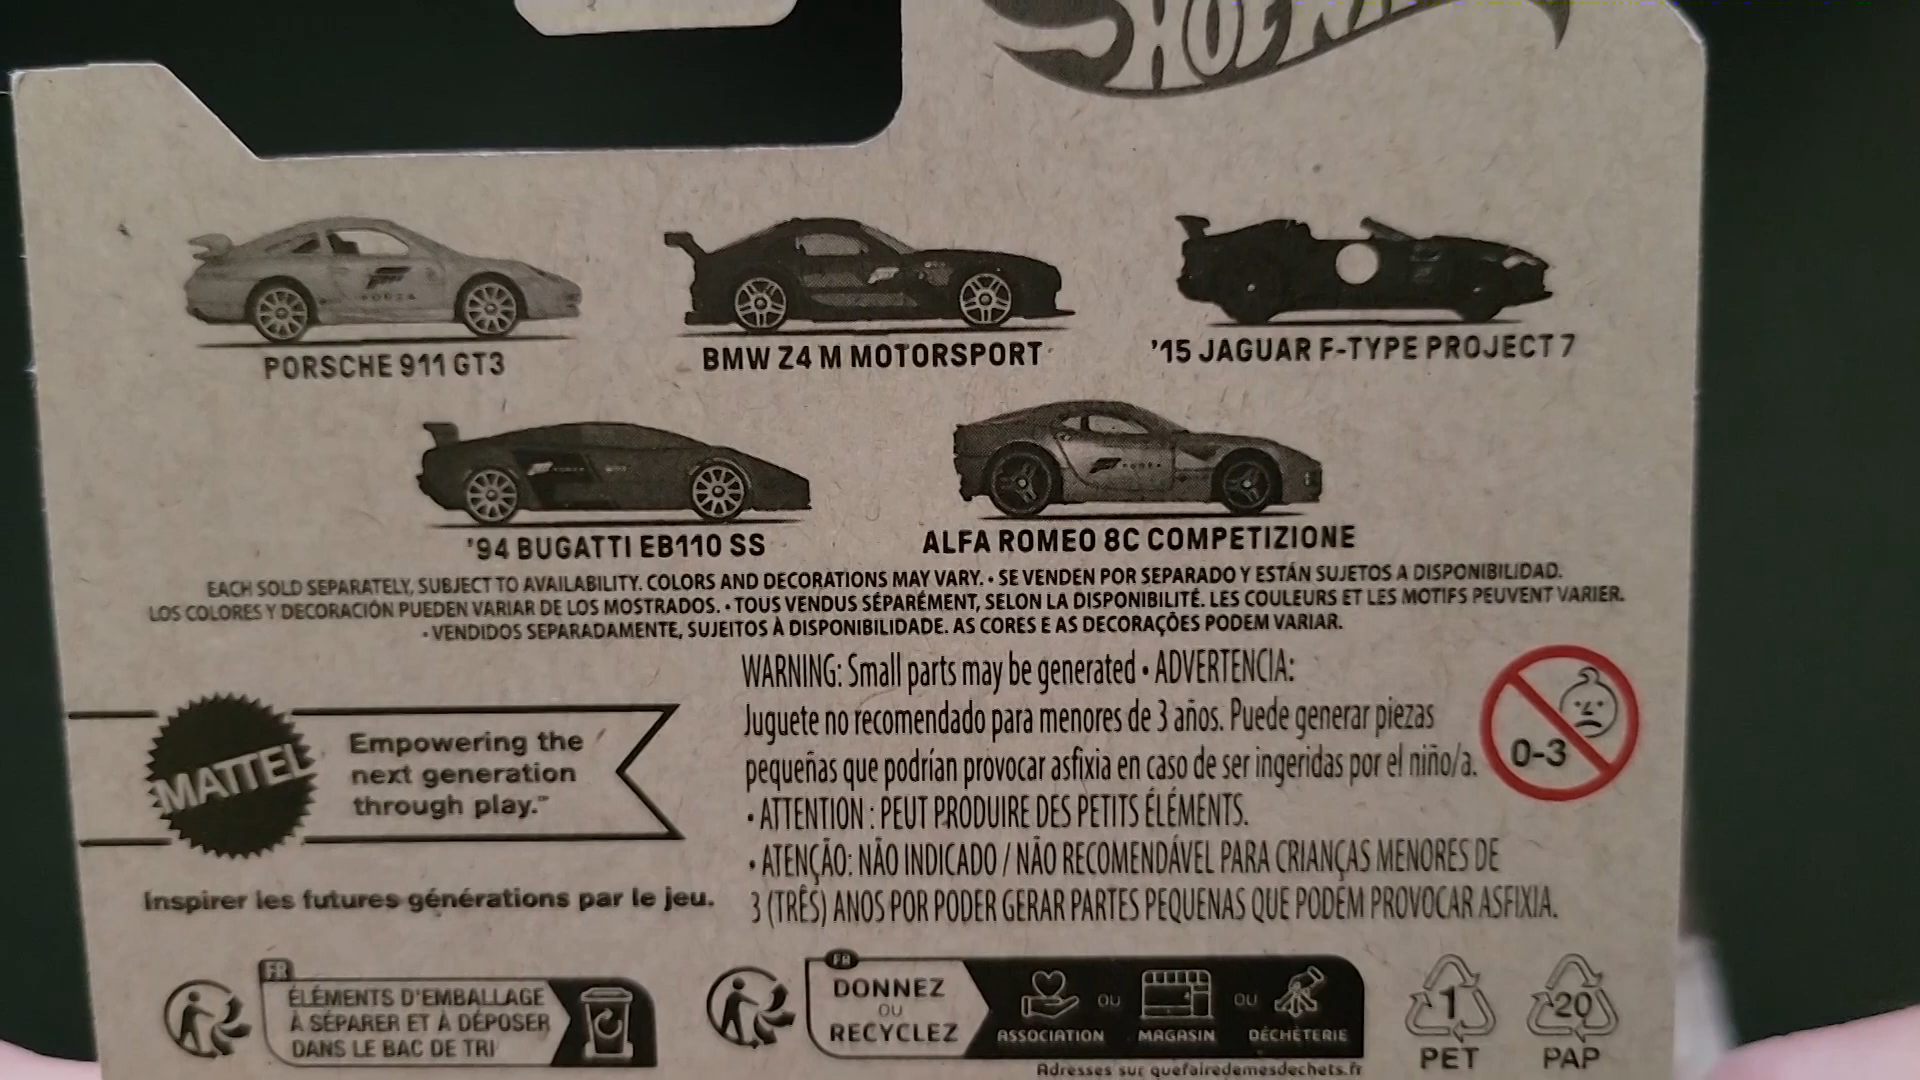 HOT WHEELS
FORZA
PORSCHE 911 GT3
BMW Z4 M MOTORSPORT
'15 JAGUAR F-TYPE PROJECT 7
FORZA
FORZA
'94 BUGATTI EB110 SS
ALFA ROMEO 8C COMPETIZIONE
EACH SOLD SEPARATELY, SUBJECT TO AVAILABILITY. COLORS AND DECORATIONS MAY VARY. • SE VENDEN POR SEPARADO Y ESTÁN SUJETOS A DISPONIBILIDAD.
LOS COLORES Y DECORACIÓN PUEDEN VARIAR DE LOS MOSTRADOS. • TOUS VENDUS SÉPARÉMENT, SELON LA DISPONIBILITÉ. LES COULEURS ET LES MOTIFS PEUVENT VARIER.
• VENDIDOS SEPARADAMENTE, SUJEITOS À DISPONIBILIDADE. AS CORES E AS DECORAÇÕES PODEM VARIAR.
WARNING: Small parts may be generated • ADVERTENCIA:
Juguete no recomendado para menores de 3 años. Puede generar piezas
pequeñas que podrían provocar asfixia en caso de ser ingeridas por el niño/a.
• ATTENTION : PEUT PRODUIRE DES PETITS ÉLÉMENTS.
• ATENÇÃO: NÃO INDICADO / NÃO RECOMENDÁVEL PARA CRIANÇAS MENORES DE
3 (TRÊS) ANOS POR PODER GERAR PARTES PEQUENAS QUE PODEM PROVOCAR ASFIXIA.
0-3
MATTEL
Empowering the
next generation
through play.™
Inspirer les futures générations par le jeu.
FR
ÉLÉMENTS D'EMBALLAGE
À SÉPARER ET À DÉPOSER
DANS LE BAC DE TRI
FR
DONNEZ
OU
RECYCLEZ
ASSOCIATION
OU
MAGASIN
OU
DÉCHÈTERIE
Adresses sur quefairedemesdechets.fr
1
PET
20
PAP